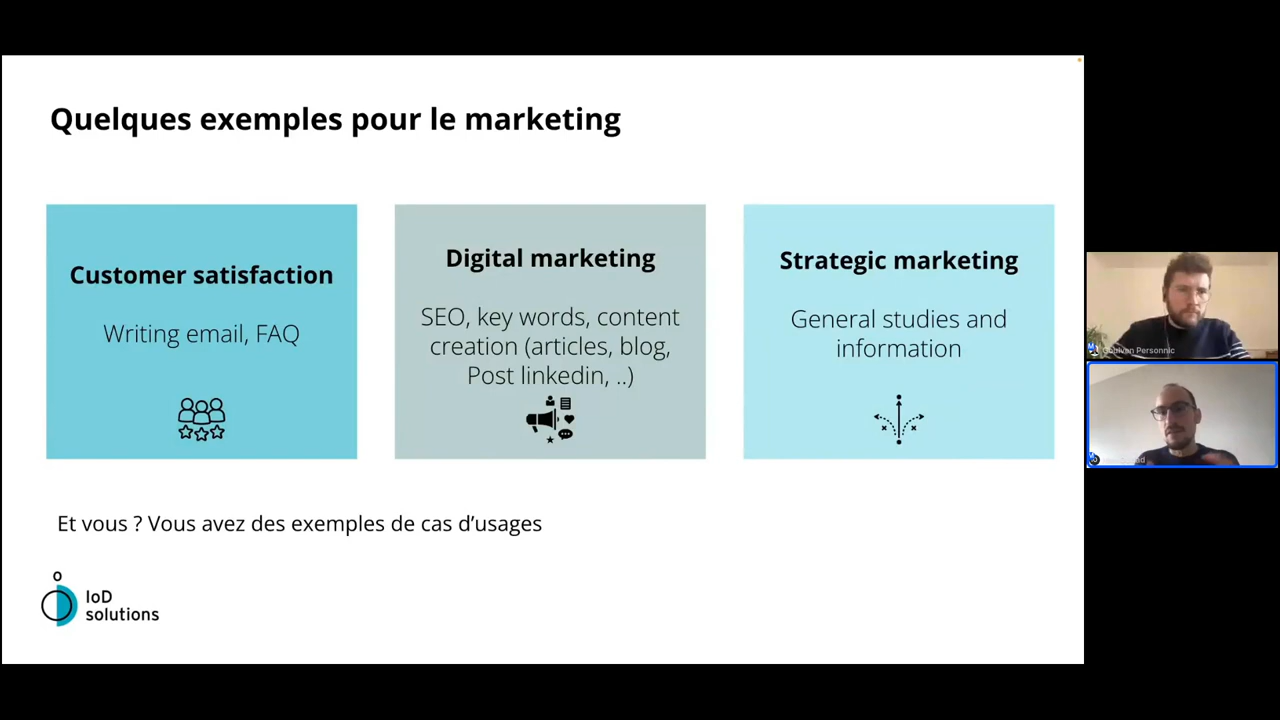 Quelques exemples pour le marketing
Customer satisfaction
Writing email, FAQ
Digital marketing
SEO, key words, content
creation (articles, blog,
Post linkedin, ..)
Strategic marketing
General studies and
information
Et vous ? Vous avez des exemples de cas d’usages
IoD
solutions
Personnic